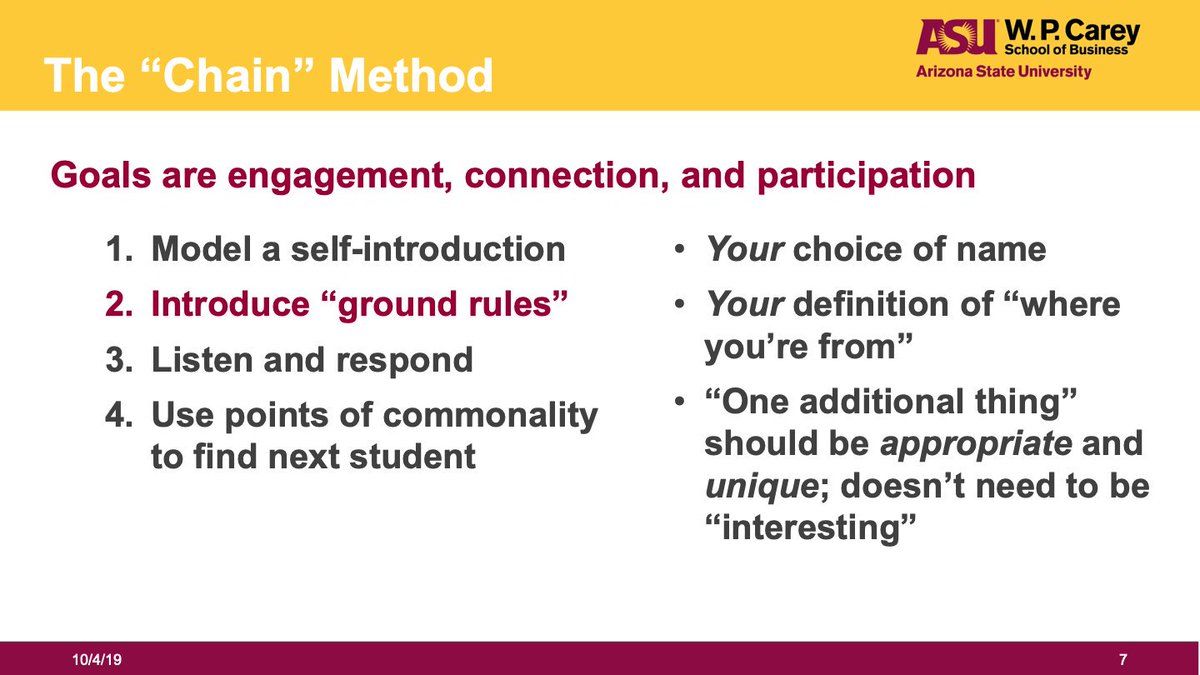 The “Chain” Method
ASU W. P. Carey
School of Business
Arizona State University
Goals are engagement, connection, and participation
1. Model a self-introduction
2. Introduce “ground rules”
3. Listen and respond
4. Use points of commonality
to find next student
• Your choice of name
• Your definition of “where
you’re from”
• “One additional thing”
should be appropriate and
unique; doesn’t need to be
“interesting”
10/4/19
7